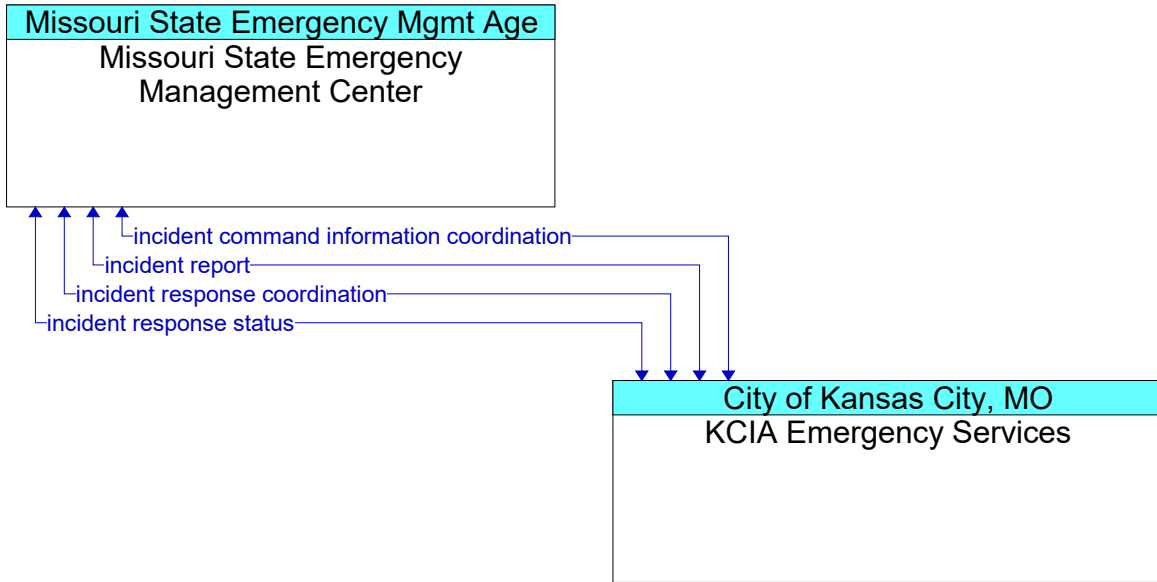 Missouri State Emergency Mgmt Age
Missouri State Emergency
Management Center
incident command information coordination
incident report
incident response coordination
incident response status
City of Kansas City, MO
KCIA Emergency Services